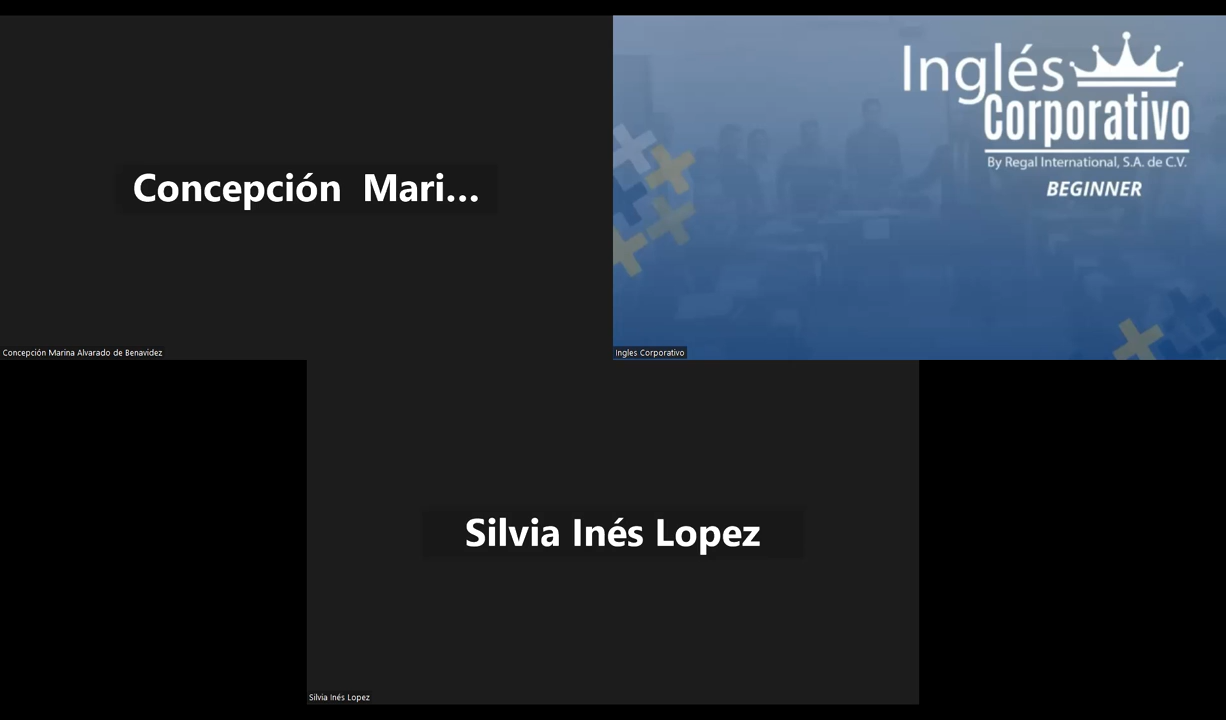 Concepción Mari...
Concepción Marina Alvarado de Benavidez
Inglés
Corporativo
By Regal International, S.A. de C.V.
BEGINNER
Ingles Corporativo
Silvia Inés Lopez
Silvia Inés Lopez